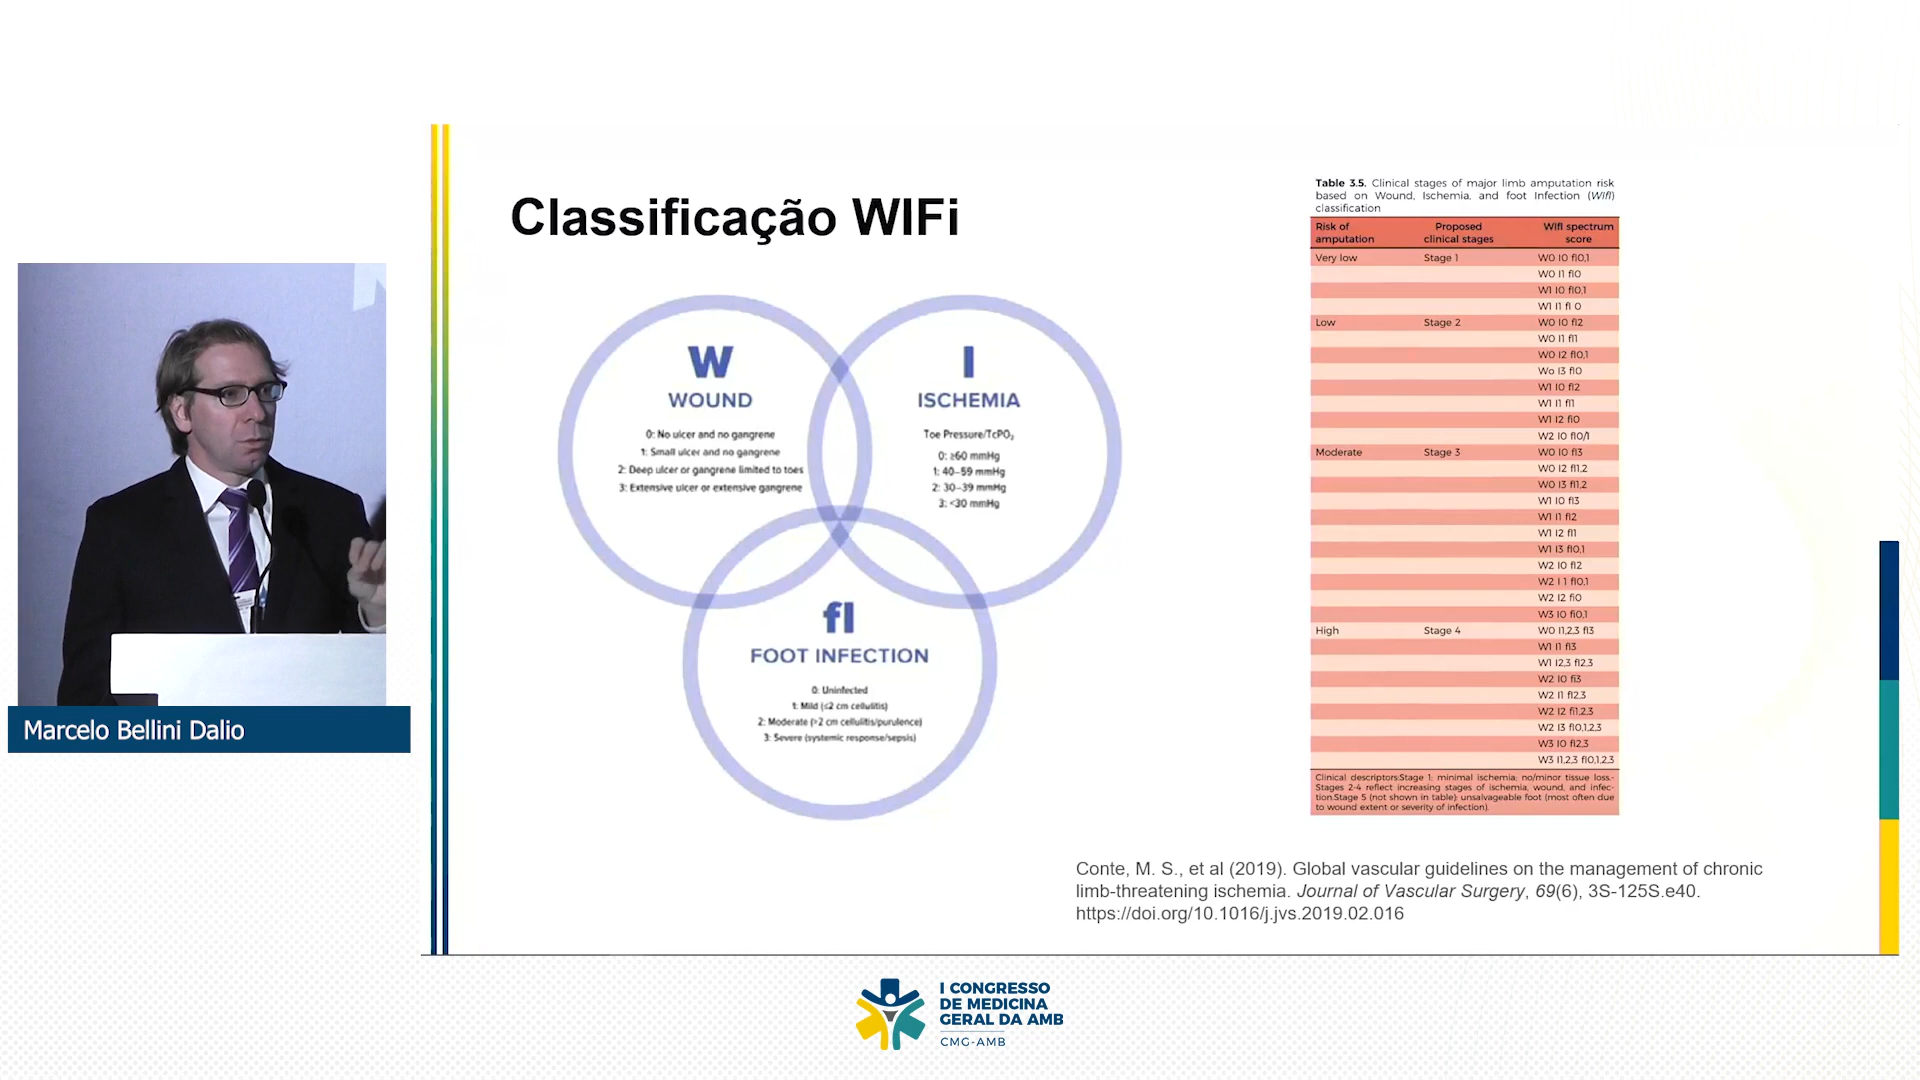 Classificação WIFi
W
WOUND
0: No ulcer and no gangrene
1: Small ulcer and no gangrene
2: Deep ulcer or gangrene limited to toes
3: Extensive ulcer or extensive gangrene
I
ISCHEMIA
Toe Pressure/TcPO₂
0: ≥60 mmHg
1: 40–59 mmHg
2: 30–39 mmHg
3: <30 mmHg
fI
FOOT INFECTION
0: Uninfected
1: Mild (≤2 cm cellulitis)
2: Moderate (>2 cm cellulitis/purulence)
3: Severe (systemic response/sepsis)
Table 3.5. Clinical stages of major limb amputation risk
based on Wound, Ischemia, and foot Infection (WIfI)
classification
Risk of amputation Proposed clinical stages WIfI spectrum score
Very low Stage 1 W0 I0 fI0,1
W0 I1 fI0
W1 I0 fI0,1
W1 I1 fI 0
Low Stage 2 W0 I0 fI2
W0 I1 fI1
W0 I2 fI0,1
Wo I3 fI0
W1 I0 fI2
W1 I1 fI1
W1 I2 fI0
W2 I0 fI0/1
Moderate Stage 3 W0 I0 fI3
W0 I2 fI1,2
W0 I3 fI1,2
W1 I0 fI3
W1 I1 fI2
W1 I2 fI1
W1 I3 fI0,1
W2 I0 fI2
W2 I 1 fI0,1
W2 I2 fI0
W3 I0 fI0,1
High Stage 4 W0 I1,2,3 fI3
W1 I1 fI3
W1 I2,3 fI2,3
W2 I0 fI3
W2 I1 fI2,3
W2 I2 fI1,2,3
W2 I3 fI0,1,2,3
W3 I0 fI2,3
W3 I1,2,3 fI0,1,2,3
Clinical descriptors:Stage 1: minimal ischemia; no/minor tissue loss.-
Stages 2-4 reflect increasing stages of ischemia, wound, and infec-
tion.Stage 5 (not shown in table): unsalvageable foot (most often due
to wound extent or severity of infection).
Marcelo Bellini Dalio
Conte, M. S., et al (2019). Global vascular guidelines on the management of chronic
limb-threatening ischemia. Journal of Vascular Surgery, 69(6), 3S-125S.e40.
https://doi.org/10.1016/j.jvs.2019.02.016
I CONGRESSO
DE MEDICINA
GERAL DA AMB
CMG-AMB